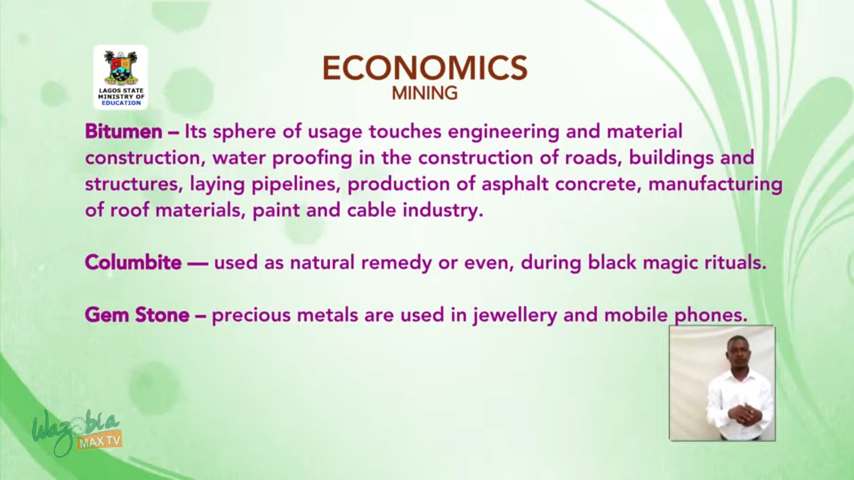 ECONOMICS
MINING
LAGOS STATE
MINISTRY OF
EDUCATION
Bitumen – Its sphere of usage touches engineering and material
construction, water proofing in the construction of roads, buildings and
structures, laying pipelines, production of asphalt concrete, manufacturing
of roof materials, paint and cable industry.
Columbite — used as natural remedy or even, during black magic rituals.
Gem Stone – precious metals are used in jewellery and mobile phones.
Wazobia
MAX TV